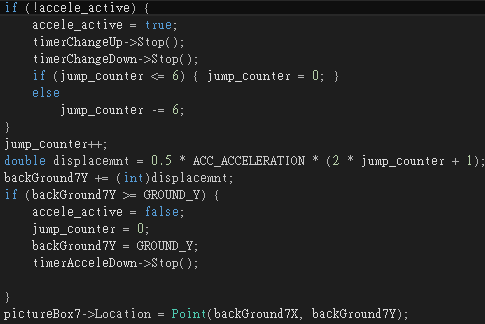 if (!accele_active) {
accele_active = true;
timerChangeUp->Stop();
timerChangeDown->Stop();
if (jump_counter <= 6) { jump_counter = 0; }
else
jump_counter -= 6;
}
jump_counter++;
double displacemnt = 0.5 * ACC_ACCELERATION * (2 * jump_counter + 1);
backGround7Y += (int)displacemnt;
if (backGround7Y >= GROUND_Y) {
accele_active = false;
jump_counter = 0;
backGround7Y = GROUND_Y;
timerAcceleDown->Stop();
}
pictureBox7->Location = Point(backGround7X, backGround7Y);